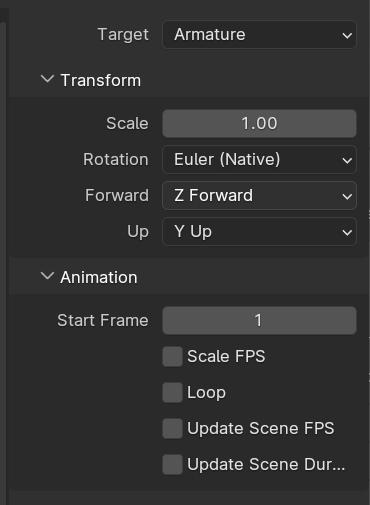 Target Armature
Transform
Scale 1.00
Rotation Euler (Native)
Forward Z Forward
Up Y Up
Animation
Start Frame 1
Scale FPS
Loop
Update Scene FPS
Update Scene Dur...